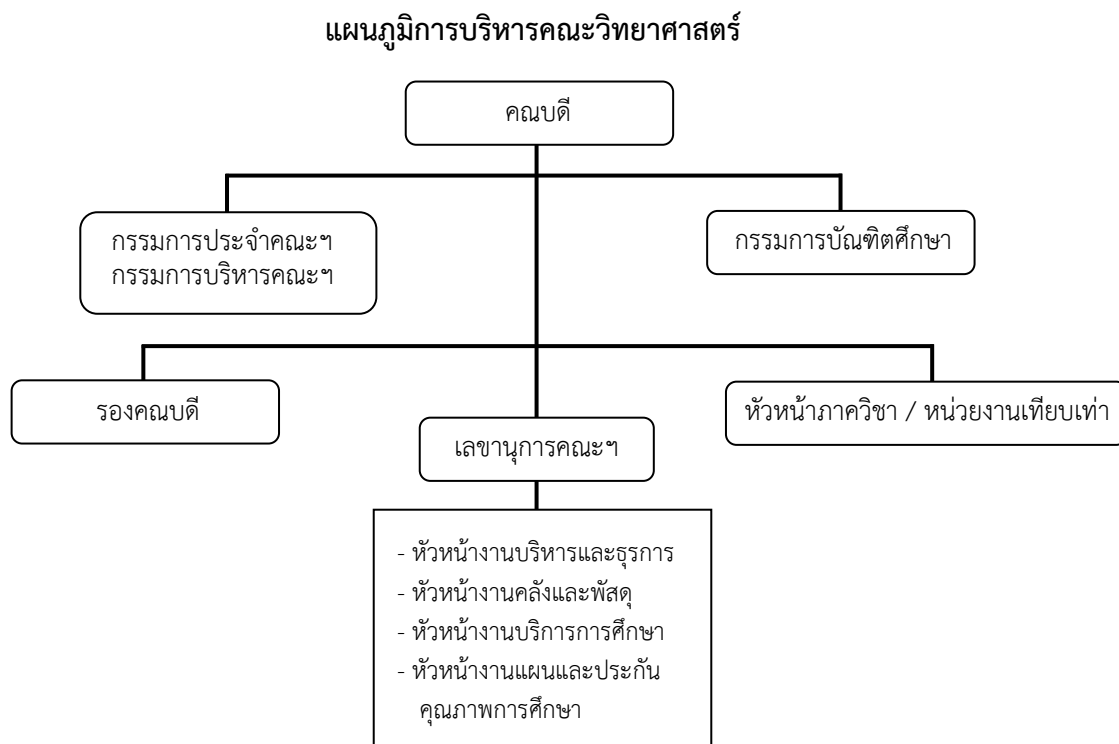 แผนภูมิการบริหารคณะวิทยาศาสตร์
คณบดี
กรรมการประจำคณะฯ
กรรมการบริหารคณะฯ
กรรมการบัณฑิตศึกษา
รองคณบดี
หัวหน้าภาควิชา / หน่วยงานเทียบเท่า
เลขานุการคณะฯ
- หัวหน้างานบริหารและธุรการ
- หัวหน้างานคลังและพัสดุ
- หัวหน้างานบริการการศึกษา
- หัวหน้างานแผนและประกัน
คุณภาพการศึกษา